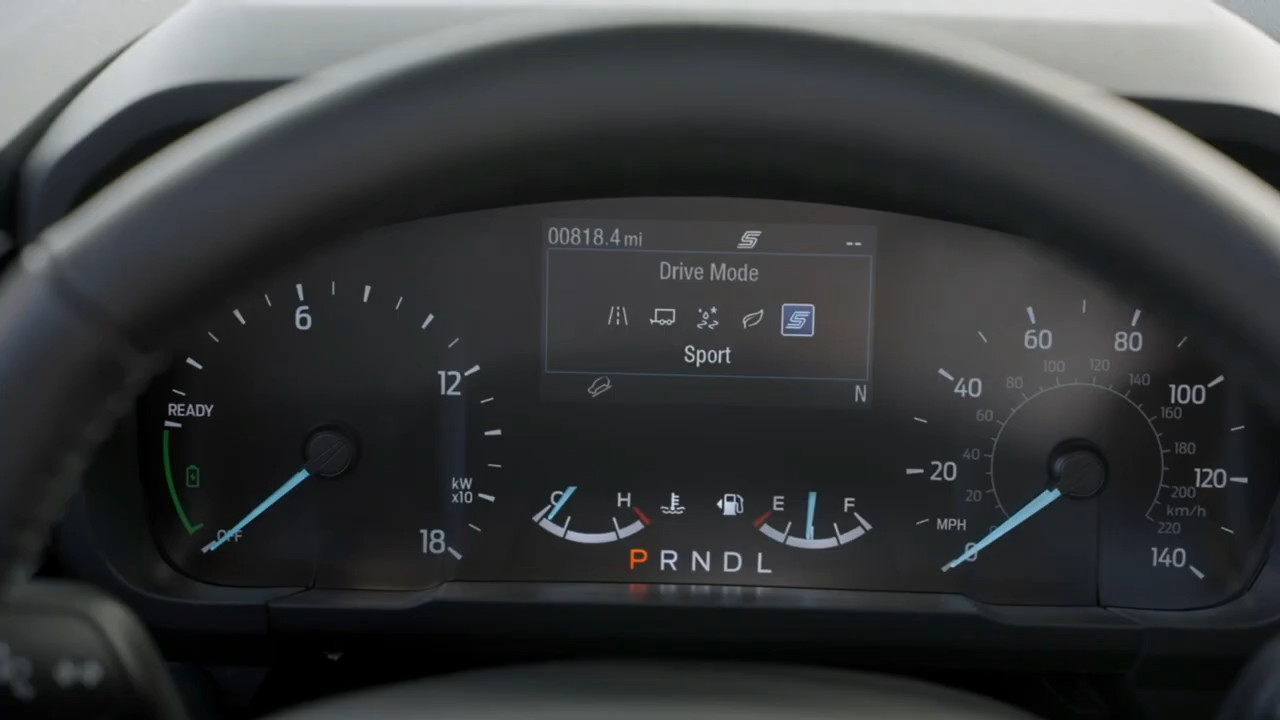 00818.4 mi
--
Drive Mode
Sport
N
READY
OFF
6
12
kW
x10
18
C H
E F
P R N D L
0
20
40
60
80
100
120
140
MPH
20
40
60
80
100
120
140
160
180
200
220
km/h